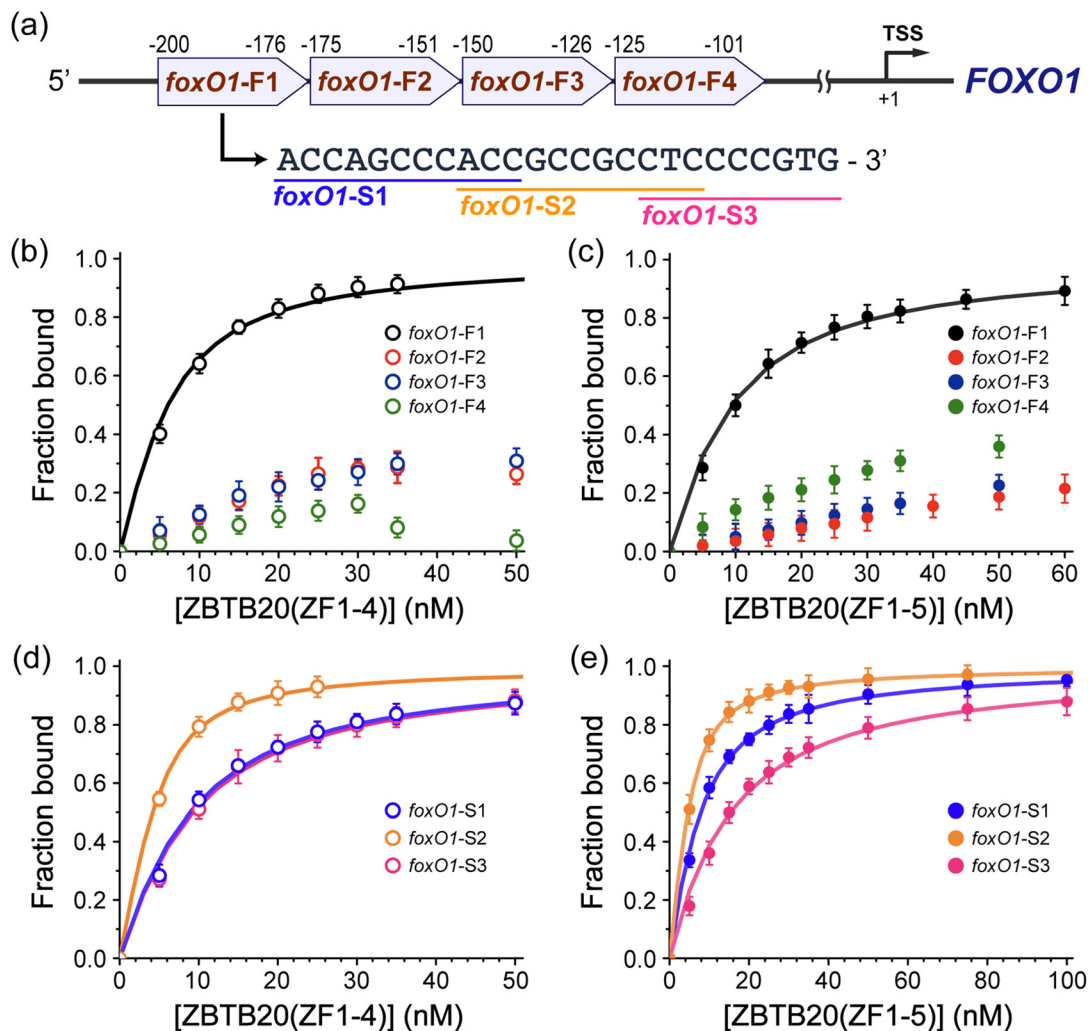 (a)
-200 -176 -175 -151 -150 -126 -125 -101 TSS
5’ foxO1-F1 foxO1-F2 foxO1-F3 foxO1-F4 +1 FOXO1
ACCAGCCCACCGCCGCCTCCCCGTG - 3’
foxO1-S1
foxO1-S2
foxO1-S3
(b)
Fraction bound
1.0
0.8
0.6
0.4
0.2
0.0
foxO1-F1
foxO1-F2
foxO1-F3
foxO1-F4
0 10 20 30 40 50
[ZBTB20(ZF1-4)] (nM)
(c)
Fraction bound
1.0
0.8
0.6
0.4
0.2
0.0
foxO1-F1
foxO1-F2
foxO1-F3
foxO1-F4
0 10 20 30 40 50 60
[ZBTB20(ZF1-5)] (nM)
(d)
Fraction bound
1.0
0.8
0.6
0.4
0.2
0.0
foxO1-S1
foxO1-S2
foxO1-S3
0 10 20 30 40 50
[ZBTB20(ZF1-4)] (nM)
(e)
Fraction bound
1.0
0.8
0.6
0.4
0.2
0.0
foxO1-S1
foxO1-S2
foxO1-S3
0 20 40 60 80 100
[ZBTB20(ZF1-5)] (nM)